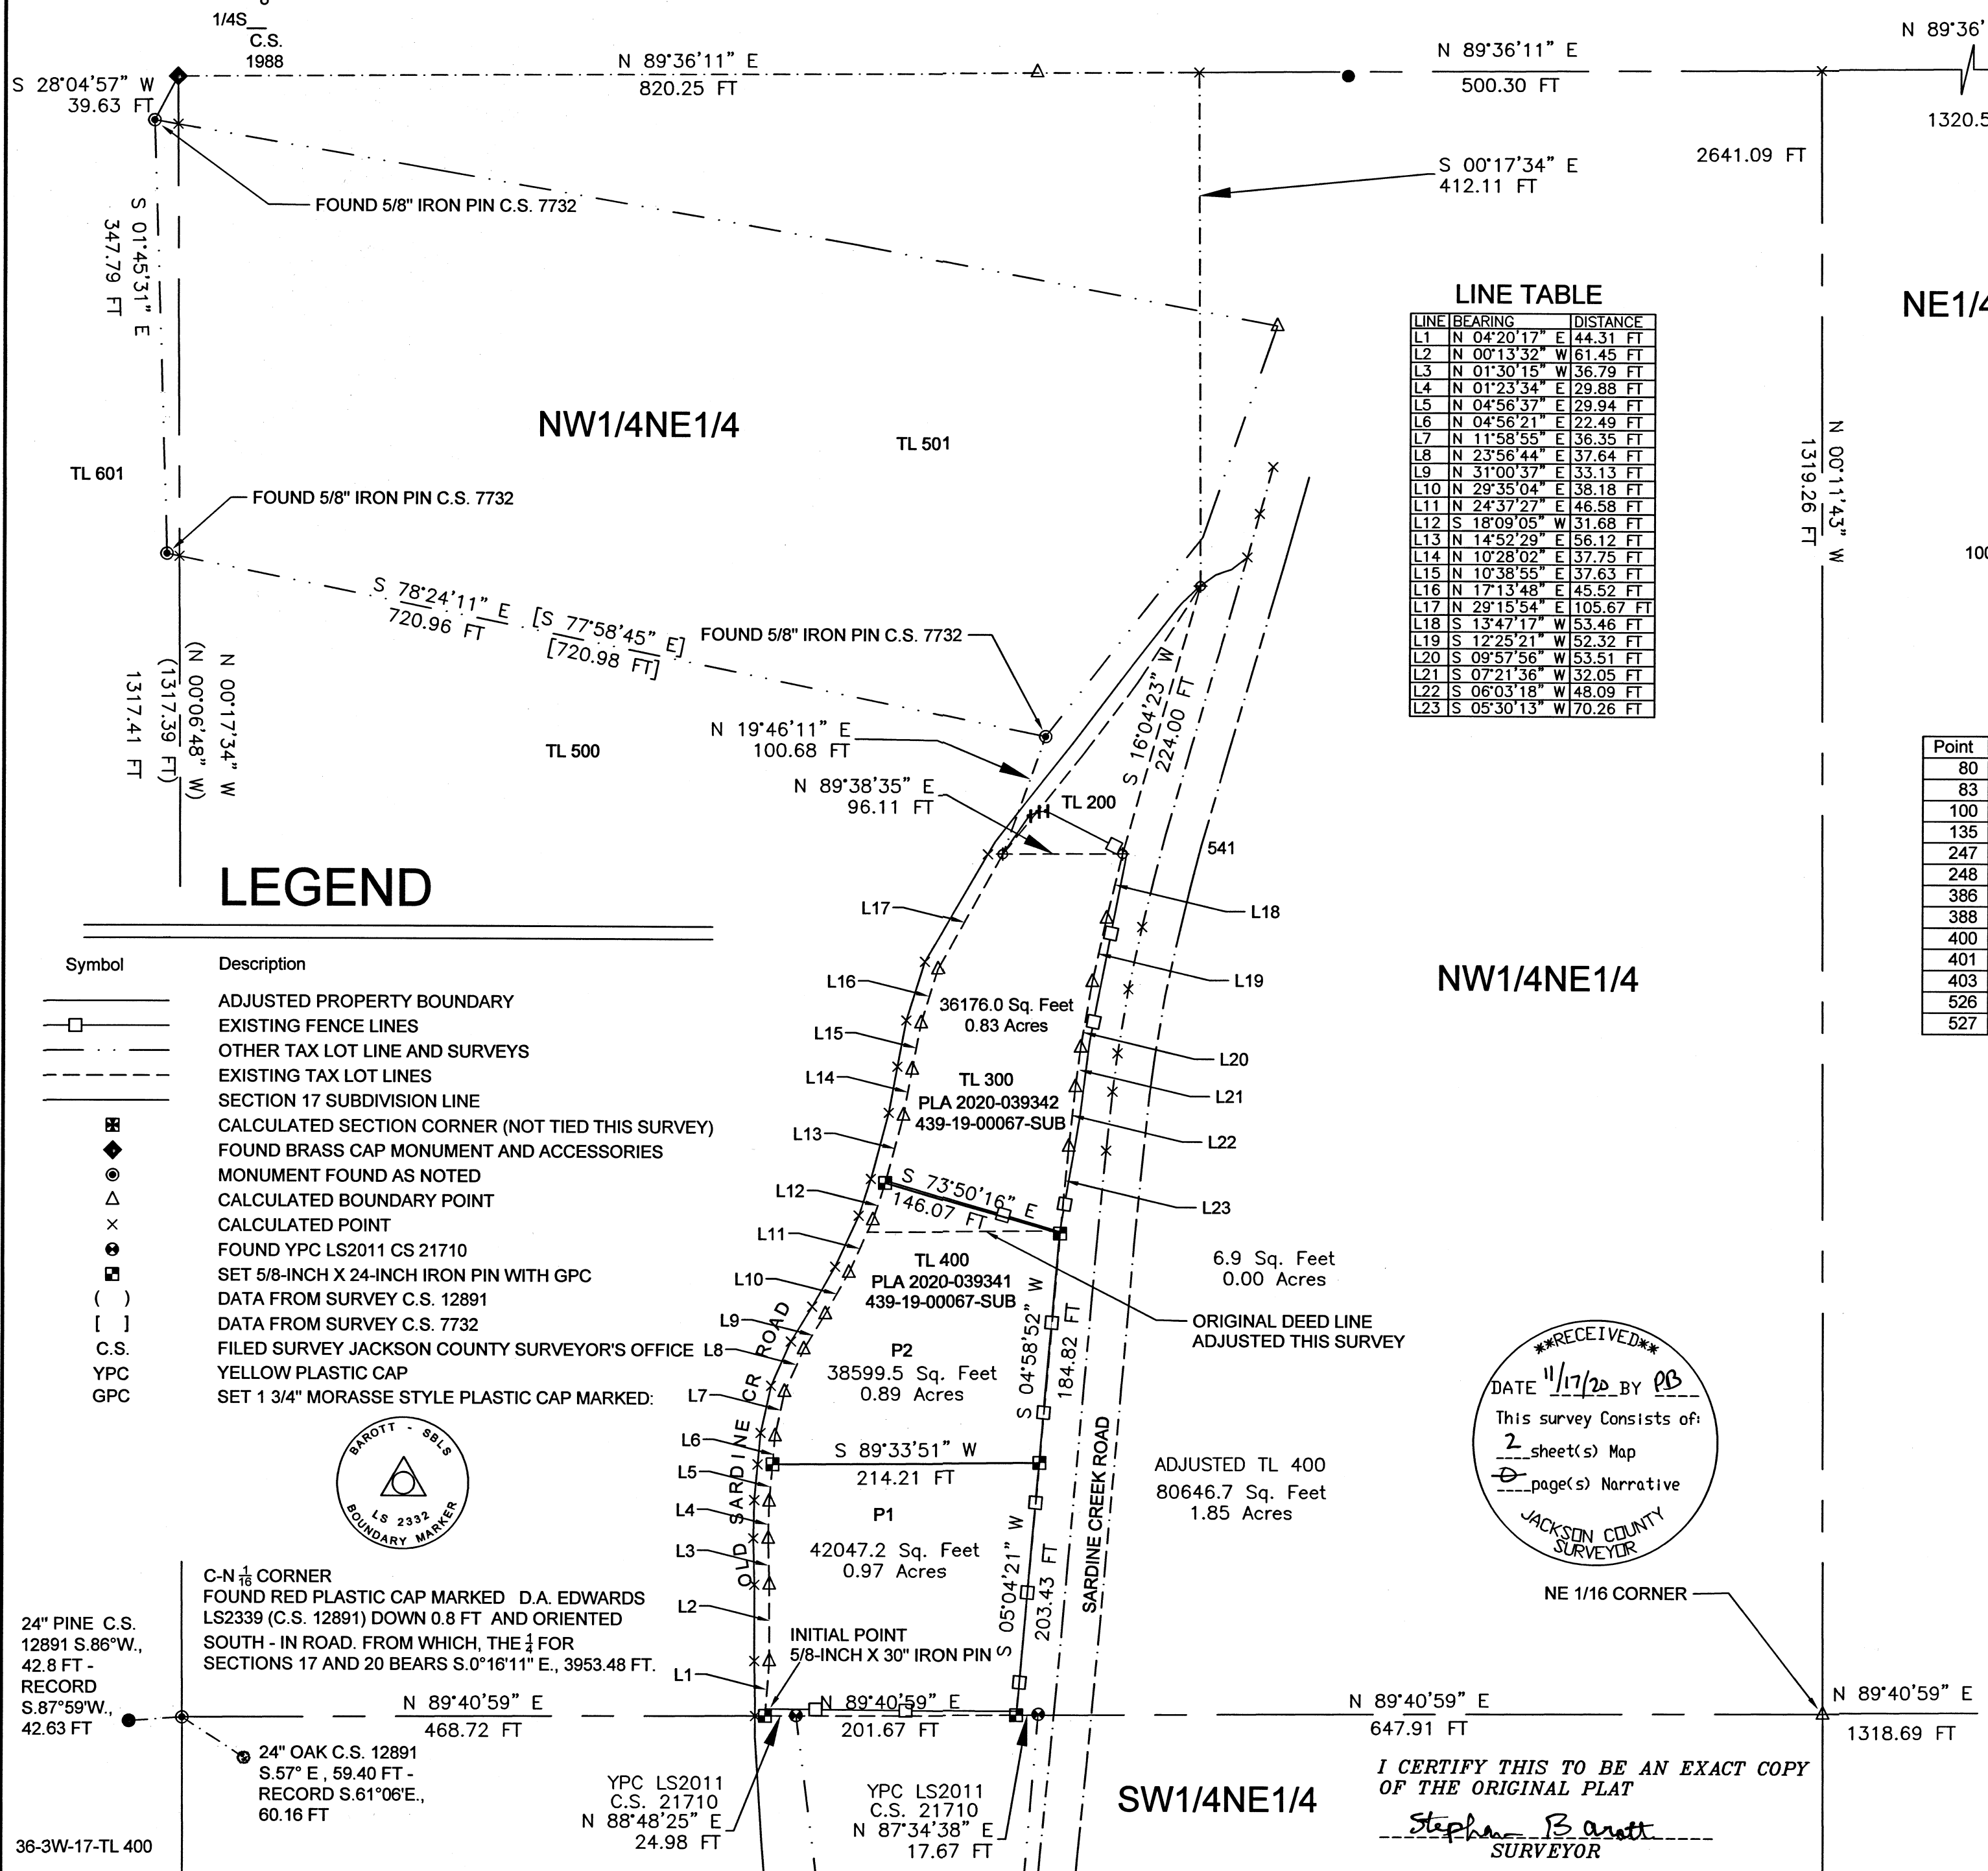 1/4S
C.S.
1988
S 28°04'57" W
39.63 FT
N 89°36'11" E
820.25 FT
N 89°36'11" E
500.30 FT
N 89°36'
1320.5
2641.09 FT
S 00°17'34" E
412.11 FT
FOUND 5/8" IRON PIN C.S. 7732
S 01°45'31" E
347.79 FT
NW1/4NE1/4
TL 501
TL 601
FOUND 5/8" IRON PIN C.S. 7732
LINE TABLE
LINE BEARING DISTANCE
L1 N 04°20'17" E 44.31 FT
L2 N 00°13'32" W 61.45 FT
L3 N 01°30'15" W 36.79 FT
L4 N 01°23'34" E 29.88 FT
L5 N 04°56'37" E 29.94 FT
L6 N 04°56'21" E 22.49 FT
L7 N 11°58'55" E 36.35 FT
L8 N 23°56'44" E 37.64 FT
L9 N 31°00'37" E 33.13 FT
L10 N 29°35'04" E 38.18 FT
L11 N 24°37'27" E 46.58 FT
L12 S 18°09'05" W 31.68 FT
L13 N 14°52'29" E 56.12 FT
L14 N 10°28'02" E 37.75 FT
L15 N 10°38'55" E 37.63 FT
L16 N 17°13'48" E 45.52 FT
L17 N 29°15'54" E 105.67 FT
L18 S 13°47'17" W 53.46 FT
L19 S 12°25'21" W 52.32 FT
L20 S 09°57'56" W 53.51 FT
L21 S 07°21'36" W 32.05 FT
L22 S 06°03'18" W 48.09 FT
L23 S 05°30'13" W 70.26 FT
NE1/4
N 00°11'43" W
1319.26 FT
100
S 78°24'11" E [S 77°58'45" E]
720.96 FT [720.98 FT]
FOUND 5/8" IRON PIN C.S. 7732
N 00°17'34" W
(N 00°06'48" W)
(1317.39 FT)
1317.41 FT
TL 500
N 19°46'11" E
100.68 FT
N 89°38'35" E
96.11 FT
S 16°04'23" W
224.00 FT
TL 200
541
Point
80
83
100
135
247
248
386
388
400
401
403
526
527
LEGEND
Symbol Description
ADJUSTED PROPERTY BOUNDARY
EXISTING FENCE LINES
OTHER TAX LOT LINE AND SURVEYS
EXISTING TAX LOT LINES
SECTION 17 SUBDIVISION LINE
CALCULATED SECTION CORNER (NOT TIED THIS SURVEY)
FOUND BRASS CAP MONUMENT AND ACCESSORIES
MONUMENT FOUND AS NOTED
CALCULATED BOUNDARY POINT
CALCULATED POINT
FOUND YPC LS2011 CS 21710
SET 5/8-INCH X 24-INCH IRON PIN WITH GPC
( ) DATA FROM SURVEY C.S. 12891
[ ] DATA FROM SURVEY C.S. 7732
C.S. FILED SURVEY JACKSON COUNTY SURVEYOR'S OFFICE
YPC YELLOW PLASTIC CAP
GPC SET 1 3/4" MORASSE STYLE PLASTIC CAP MARKED:
BAROTT - SBLS
LS 2332
BOUNDARY MARKER
L17
L16
L15
L14
L13
L12
L11
L10
L9
L8
L7
L6
L5
L4
L3
L2
L1
L18
L19
L20
L21
L22
L23
36176.0 Sq. Feet
0.83 Acres
TL 300
PLA 2020-039342
439-19-00067-SUB
NW1/4NE1/4
S 73°50'16" E
146.07 FT
TL 400
PLA 2020-039341
439-19-00067-SUB
6.9 Sq. Feet
0.00 Acres
ORIGINAL DEED LINE
ADJUSTED THIS SURVEY
P2
38599.5 Sq. Feet
0.89 Acres
S 04°58'52" W
184.82 FT
OLD SARDINE CR ROAD
SARDINE CREEK ROAD
S 89°33'51" W
214.21 FT
P1
42047.2 Sq. Feet
0.97 Acres
S 05°04'21" W
203.43 FT
ADJUSTED TL 400
80646.7 Sq. Feet
1.85 Acres
**RECEIVED**
DATE 11/17/20 BY PB
This survey Consists of:
2 sheet(s) Map
0 page(s) Narrative
JACKSON COUNTY
SURVEYOR
NE 1/16 CORNER
C-N 1/16 CORNER
FOUND RED PLASTIC CAP MARKED D.A. EDWARDS
LS2339 (C.S. 12891) DOWN 0.8 FT AND ORIENTED
SOUTH - IN ROAD. FROM WHICH, THE 1/4 FOR
SECTIONS 17 AND 20 BEARS S.0°16'11" E., 3953.48 FT.
24" PINE C.S.
12891 S.86°W.,
42.8 FT -
RECORD
S.87°59'W.,
42.63 FT
24" OAK C.S. 12891
S.57° E , 59.40 FT -
RECORD S.61°06'E.,
60.16 FT
INITIAL POINT
5/8-INCH X 30" IRON PIN
N 89°40'59" E
468.72 FT
N 89°40'59" E
201.67 FT
N 89°40'59" E
647.91 FT
N 89°40'59" E
1318.69 FT
YPC LS2011
C.S. 21710
N 88°48'25" E
24.98 FT
YPC LS2011
C.S. 21710
N 87°34'38" E
17.67 FT
SW1/4NE1/4
I CERTIFY THIS TO BE AN EXACT COPY
OF THE ORIGINAL PLAT
Stephen Barott
SURVEYOR
36-3W-17-TL 400